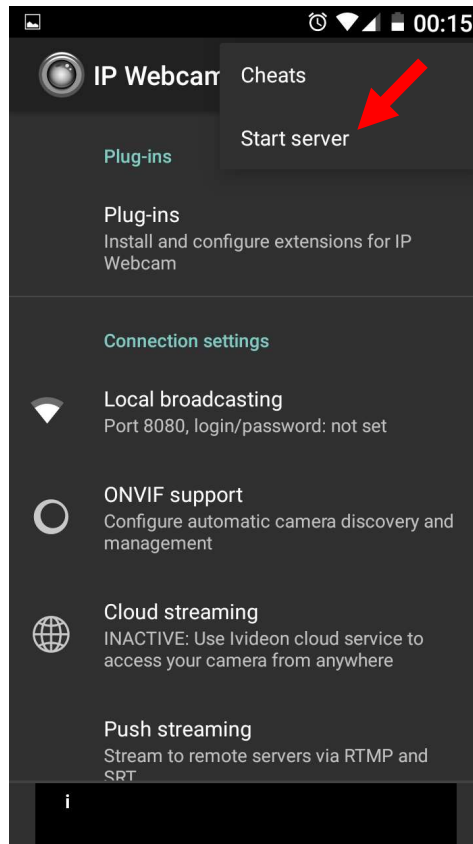 00:15
IP Webcam
Cheats
Start server
Plug-ins
Plug-ins
Install and configure extensions for IP
Webcam
Connection settings
Local broadcasting
Port 8080, login/password: not set
ONVIF support
Configure automatic camera discovery and
management
Cloud streaming
INACTIVE: Use Ivideon cloud service to
access your camera from anywhere
Push streaming
Stream to remote servers via RTMP and
SRT
i